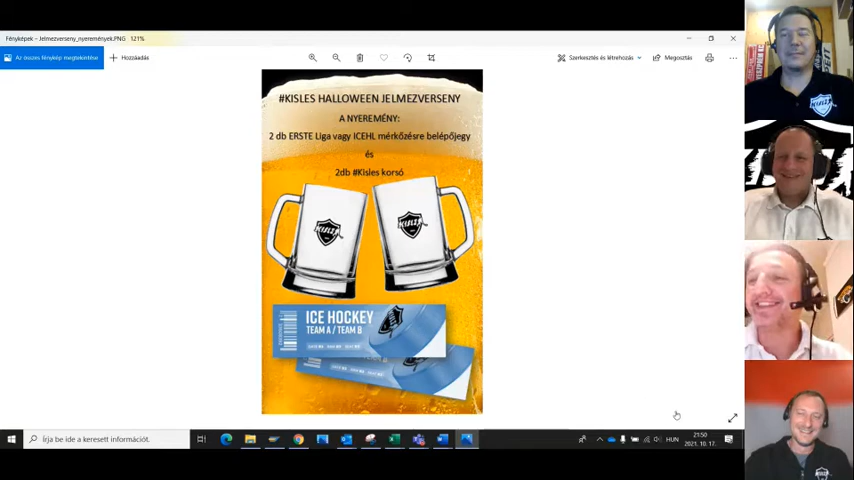 Fényképek - Jelmezverseny_nyeremények.PNG 121%
Az összes fénykép megtekintése
Hozzáadás
Szerkesztés és létrehozás
Megosztás
#KISLES HALLOWEEN JELMEZVERSENY
A NYEREMÉNY:
2 db ERSTE Liga vagy ICEHL mérkőzésre belépőjegy
és
2db #Kisles korsó
KISLES
KISLES
ICE HOCKEY
TEAM A / TEAM B
Írja be ide a keresett információt.
HUN
21:50
2021. 10. 17.